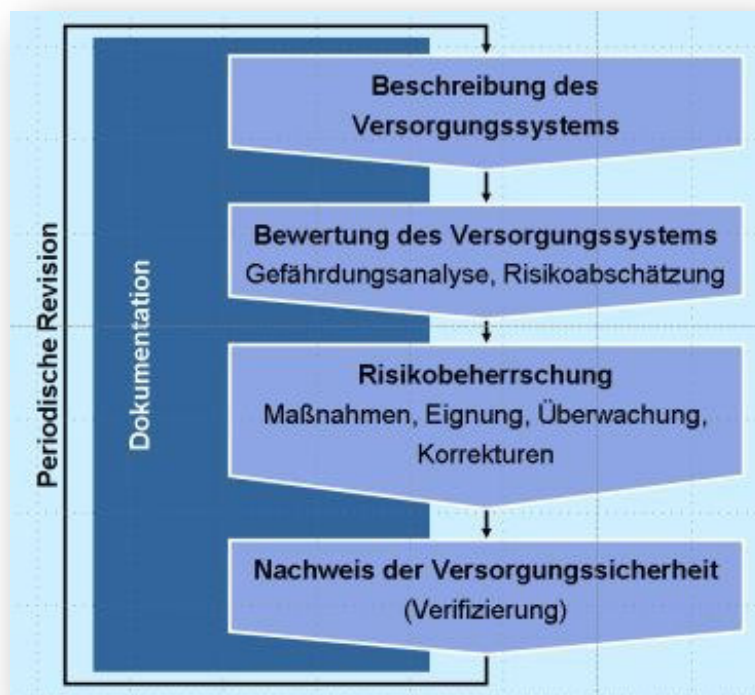 Periodische Revision
Dokumentation
Beschreibung des
Versorgungssystems
Bewertung des Versorgungssystems
Gefährdungsanalyse, Risikoabschätzung
Risikobeherrschung
Maßnahmen, Eignung, Überwachung,
Korrekturen
Nachweis der Versorgungssicherheit
(Verifizierung)